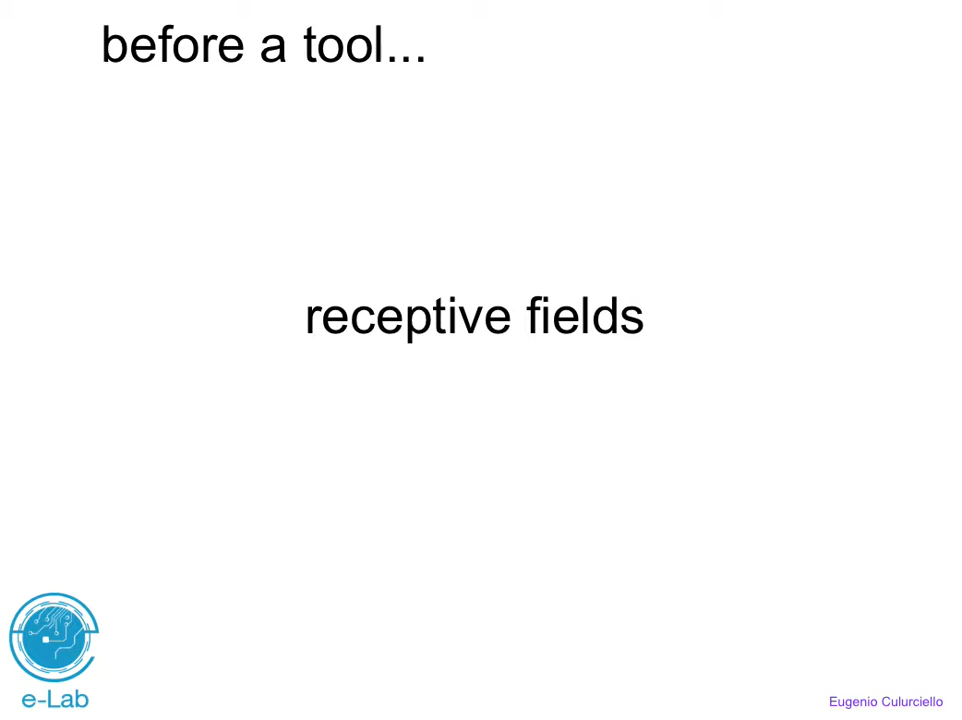 before a tool...
receptive fields
e-Lab
Eugenio Culurciello